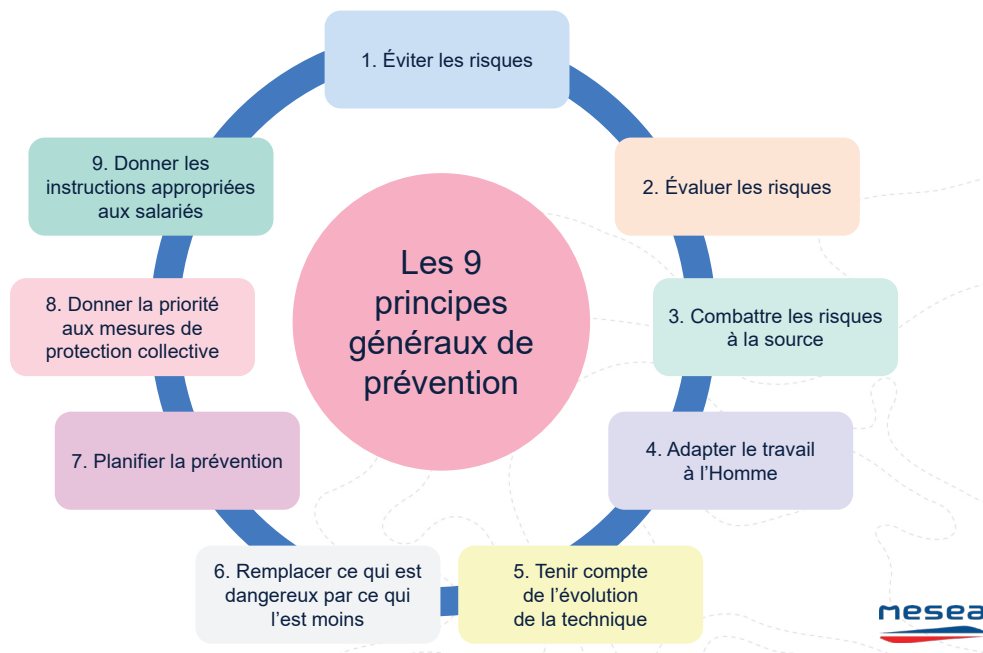 1. Éviter les risques
2. Évaluer les risques
3. Combattre les risques
à la source
4. Adapter le travail
à l’Homme
5. Tenir compte
de l’évolution
de la technique
6. Remplacer ce qui est
dangereux par ce qui
l’est moins
7. Planifier la prévention
8. Donner la priorité
aux mesures de
protection collective
9. Donner les
instructions appropriées
aux salariés
Les 9
principes
généraux de
prévention
mesea